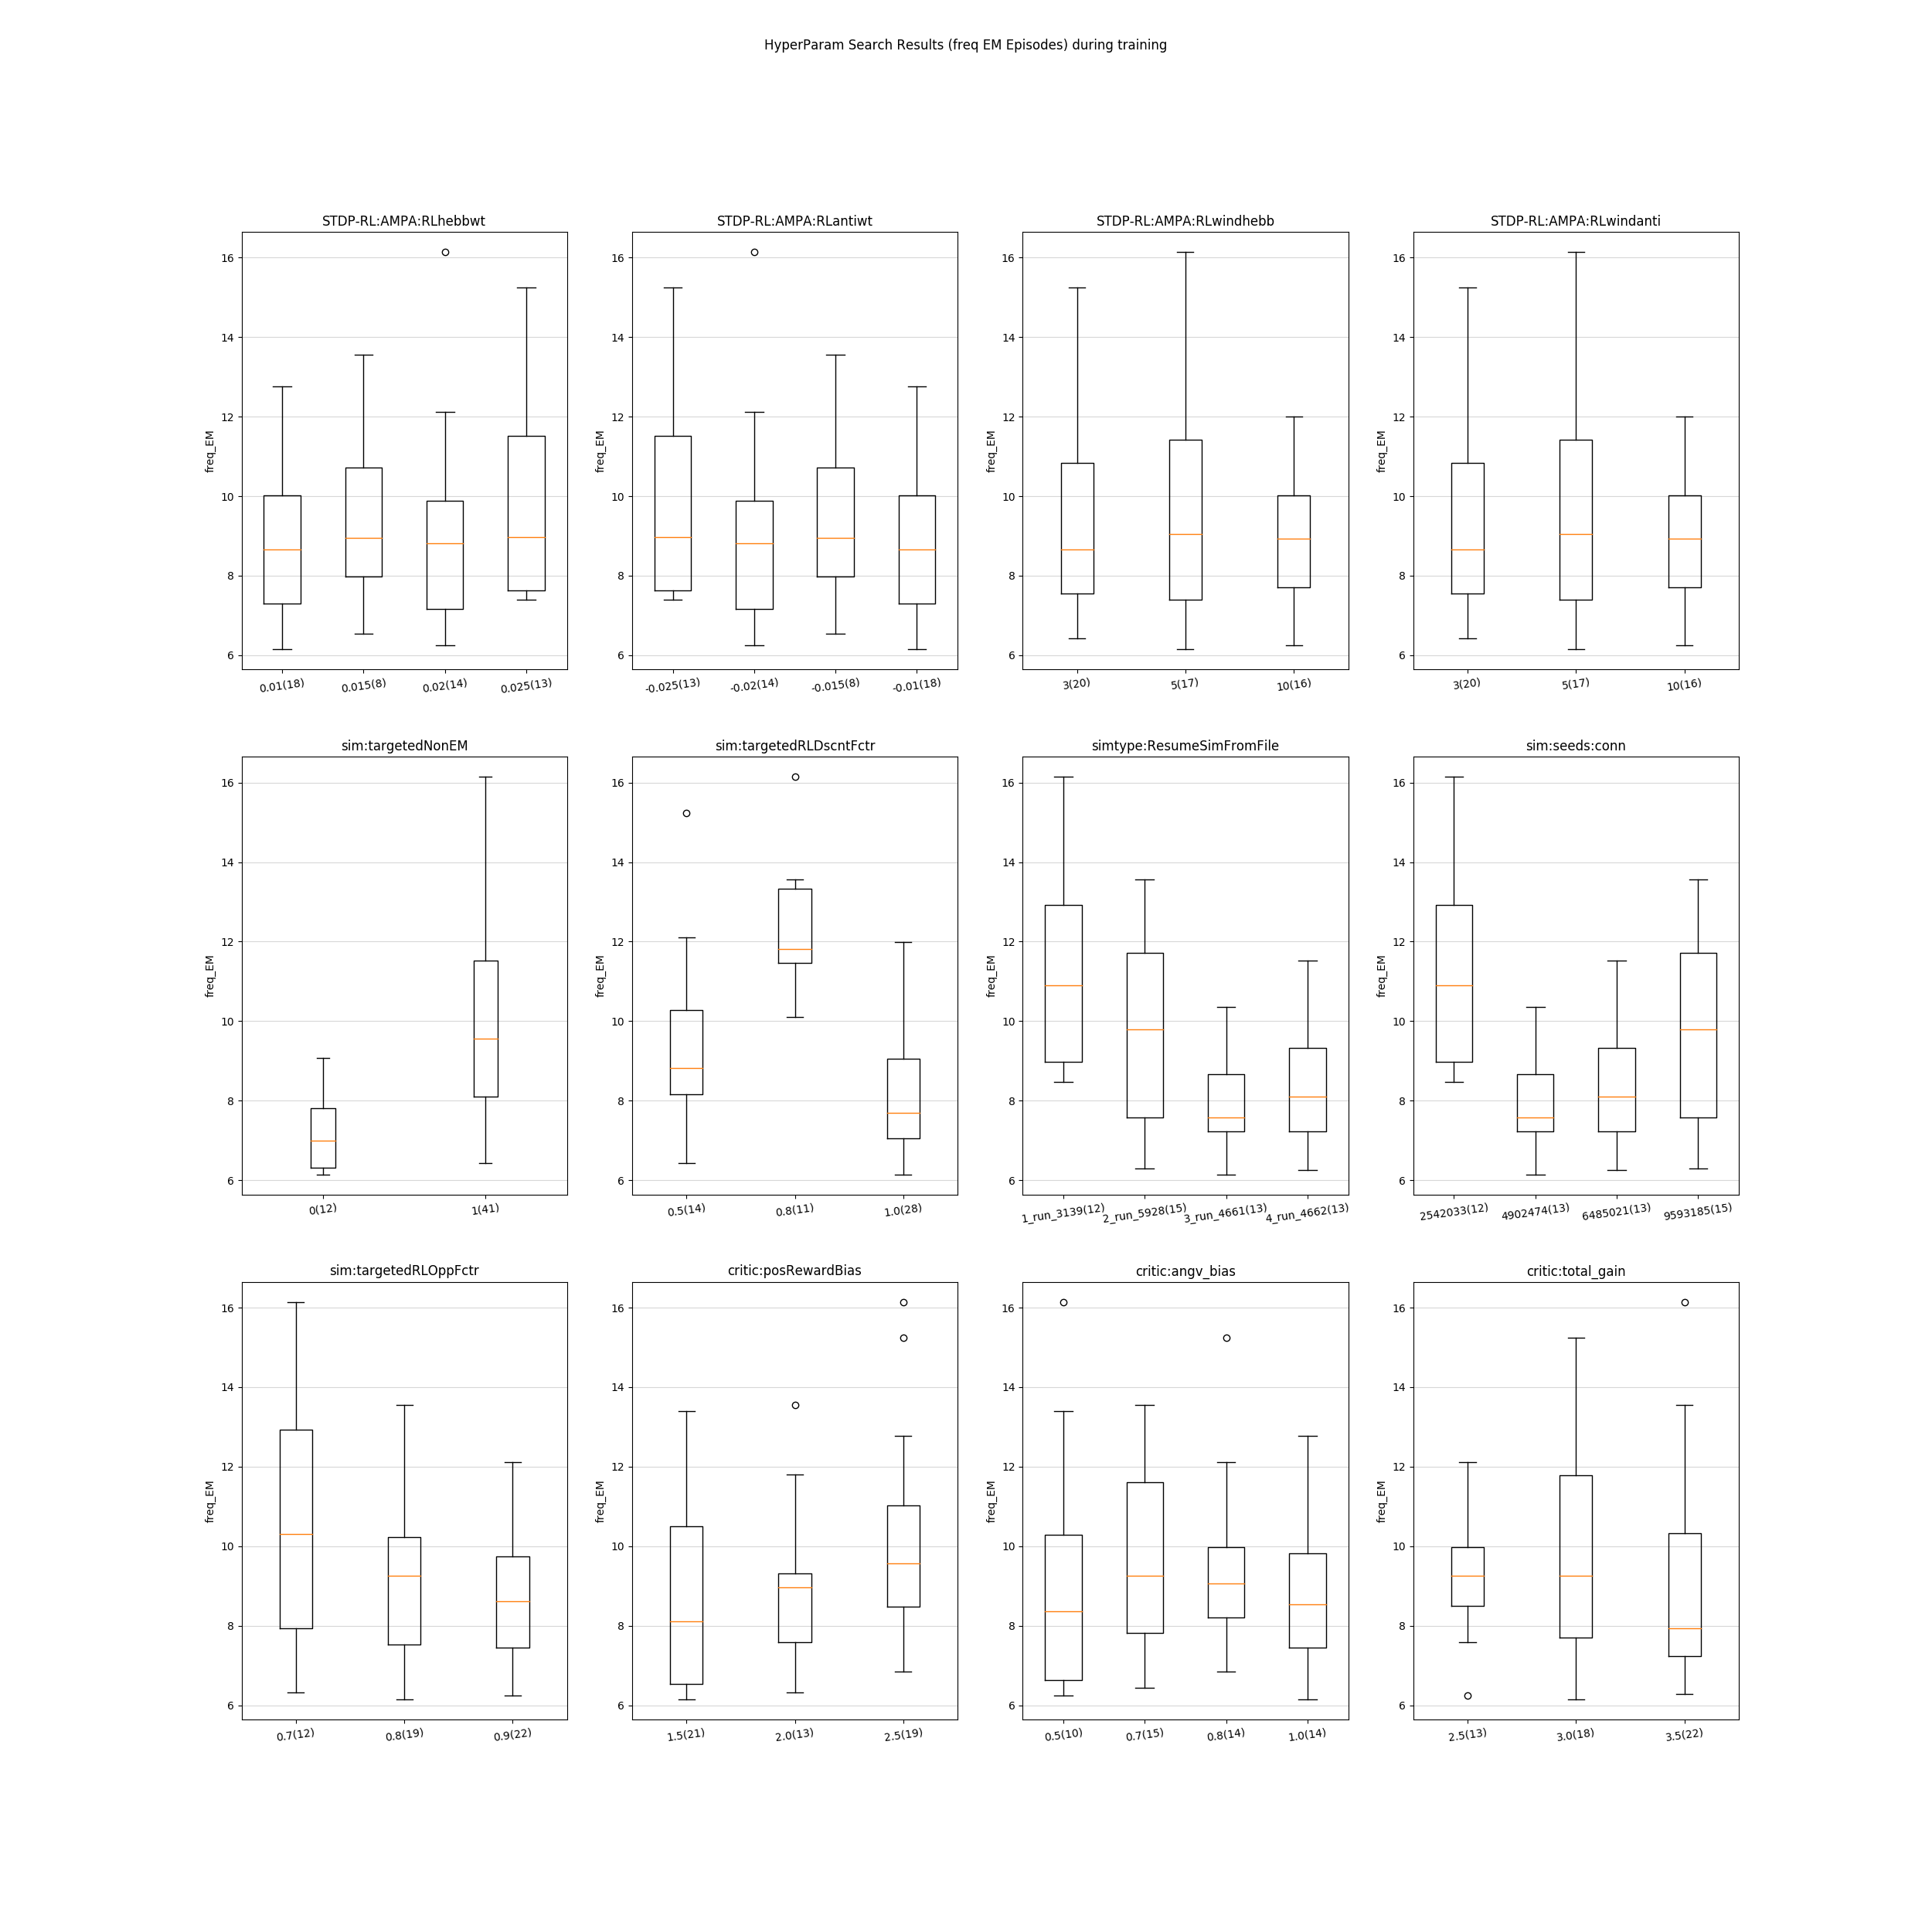 HyperParam Search Results (freq EM Episodes) during training
STDP-RL:AMPA:RLhebbwt
freq_EM
16
14
12
10
8
6
0.01(18) 0.015(8) 0.02(14) 0.025(13)
STDP-RL:AMPA:RLantiwt
freq_EM
16
14
12
10
8
6
-0.025(13) -0.02(14) -0.015(8) -0.01(18)
STDP-RL:AMPA:RLwindhebb
freq_EM
16
14
12
10
8
6
3(20) 5(17) 10(16)
STDP-RL:AMPA:RLwindanti
freq_EM
16
14
12
10
8
6
3(20) 5(17) 10(16)
sim:targetedNonEM
freq_EM
16
14
12
10
8
6
0(12) 1(41)
sim:targetedRLDscntFctr
freq_EM
16
14
12
10
8
6
0.5(14) 0.8(11) 1.0(28)
simtype:ResumeSimFromFile
freq_EM
16
14
12
10
8
6
1_run_3139(12) 2_run_5928(15) 3_run_4661(13) 4_run_4662(13)
sim:seeds:conn
freq_EM
16
14
12
10
8
6
2542033(12) 4902474(13) 6485021(13) 9593185(15)
sim:targetedRLOppFctr
freq_EM
16
14
12
10
8
6
0.7(12) 0.8(19) 0.9(22)
critic:posRewardBias
freq_EM
16
14
12
10
8
6
1.5(21) 2.0(13) 2.5(19)
critic:angv_bias
freq_EM
16
14
12
10
8
6
0.5(10) 0.7(15) 0.8(14) 1.0(14)
critic:total_gain
freq_EM
16
14
12
10
8
6
2.5(13) 3.0(18) 3.5(22)